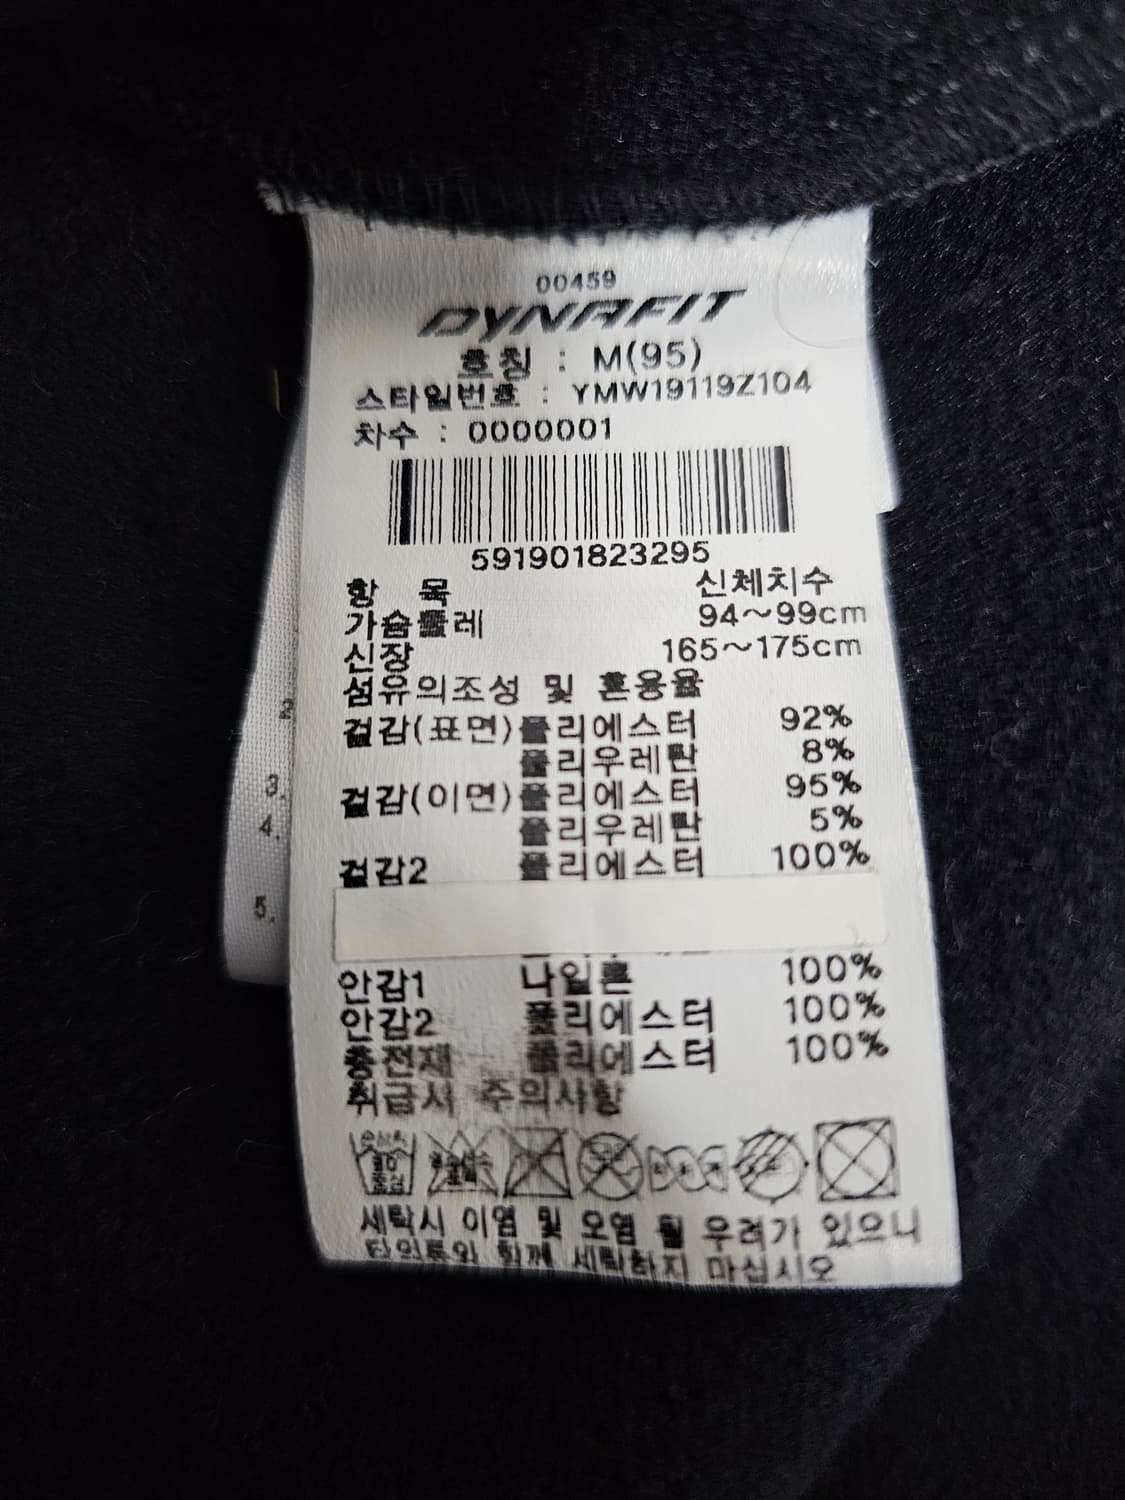 00459
DYNAFIT
호칭 : M(95)
스타일번호 : YMW19119Z104
차수 : 0000001
591901823295
항 목 신체치수
가슴둘레 94~99cm
신장 165~175cm
섬유의조성 및 혼용율
겉감(표면) 폴리에스터 92%
폴리우레탄 8%
겉감(이면) 폴리에스터 95%
폴리우레탄 5%
겉감2 폴리에스터 100%
안감1 나일론 100%
안감2 폴리에스터 100%
충전재 폴리에스터 100%
취급시 주의사항
세탁시 이염 및 오염 될 우려가 있으니
타의류와 함께 세탁하지 마십시오
2
3.
4.
5.